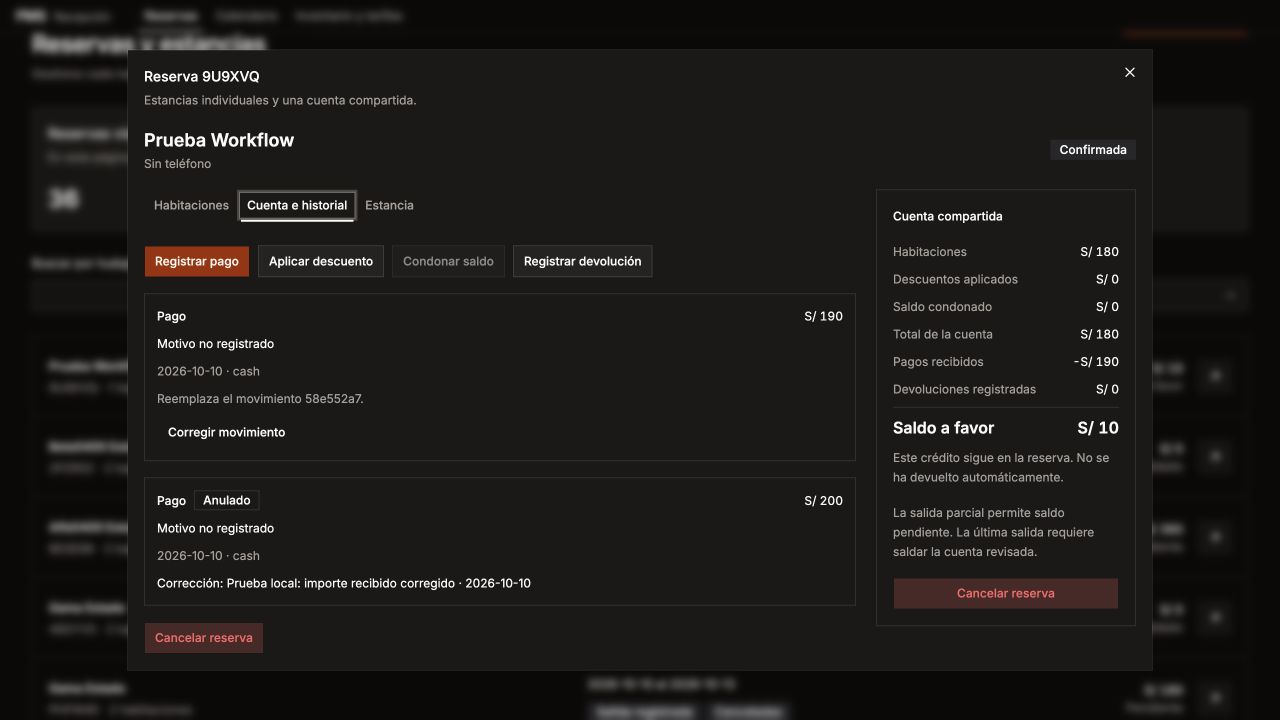 Reservas y estancias
Reserva 9U9XVQ
Estancias individuales y una cuenta compartida.
Prueba Workflow
Sin teléfono
Confirmada
Habitaciones
Cuenta e historial
Estancia
Registrar pago
Aplicar descuento
Condonar saldo
Registrar devolución
Pago
S/ 190
Motivo no registrado
2026-10-10 · cash
Reemplaza el movimiento 58e552a7.
Corregir movimiento
Pago
Anulado
S/ 200
Motivo no registrado
2026-10-10 · cash
Corrección: Prueba local: importe recibido corregido · 2026-10-10
Cancelar reserva
Cuenta compartida
Habitaciones S/ 180
Descuentos aplicados S/ 0
Saldo condonado S/ 0
Total de la cuenta S/ 180
Pagos recibidos -S/ 190
Devoluciones registradas S/ 0
Saldo a favor S/ 10
Este crédito sigue en la reserva. No se
ha devuelto automáticamente.
La salida parcial permite saldo
pendiente. La última salida requiere
saldar la cuenta revisada.
Cancelar reserva